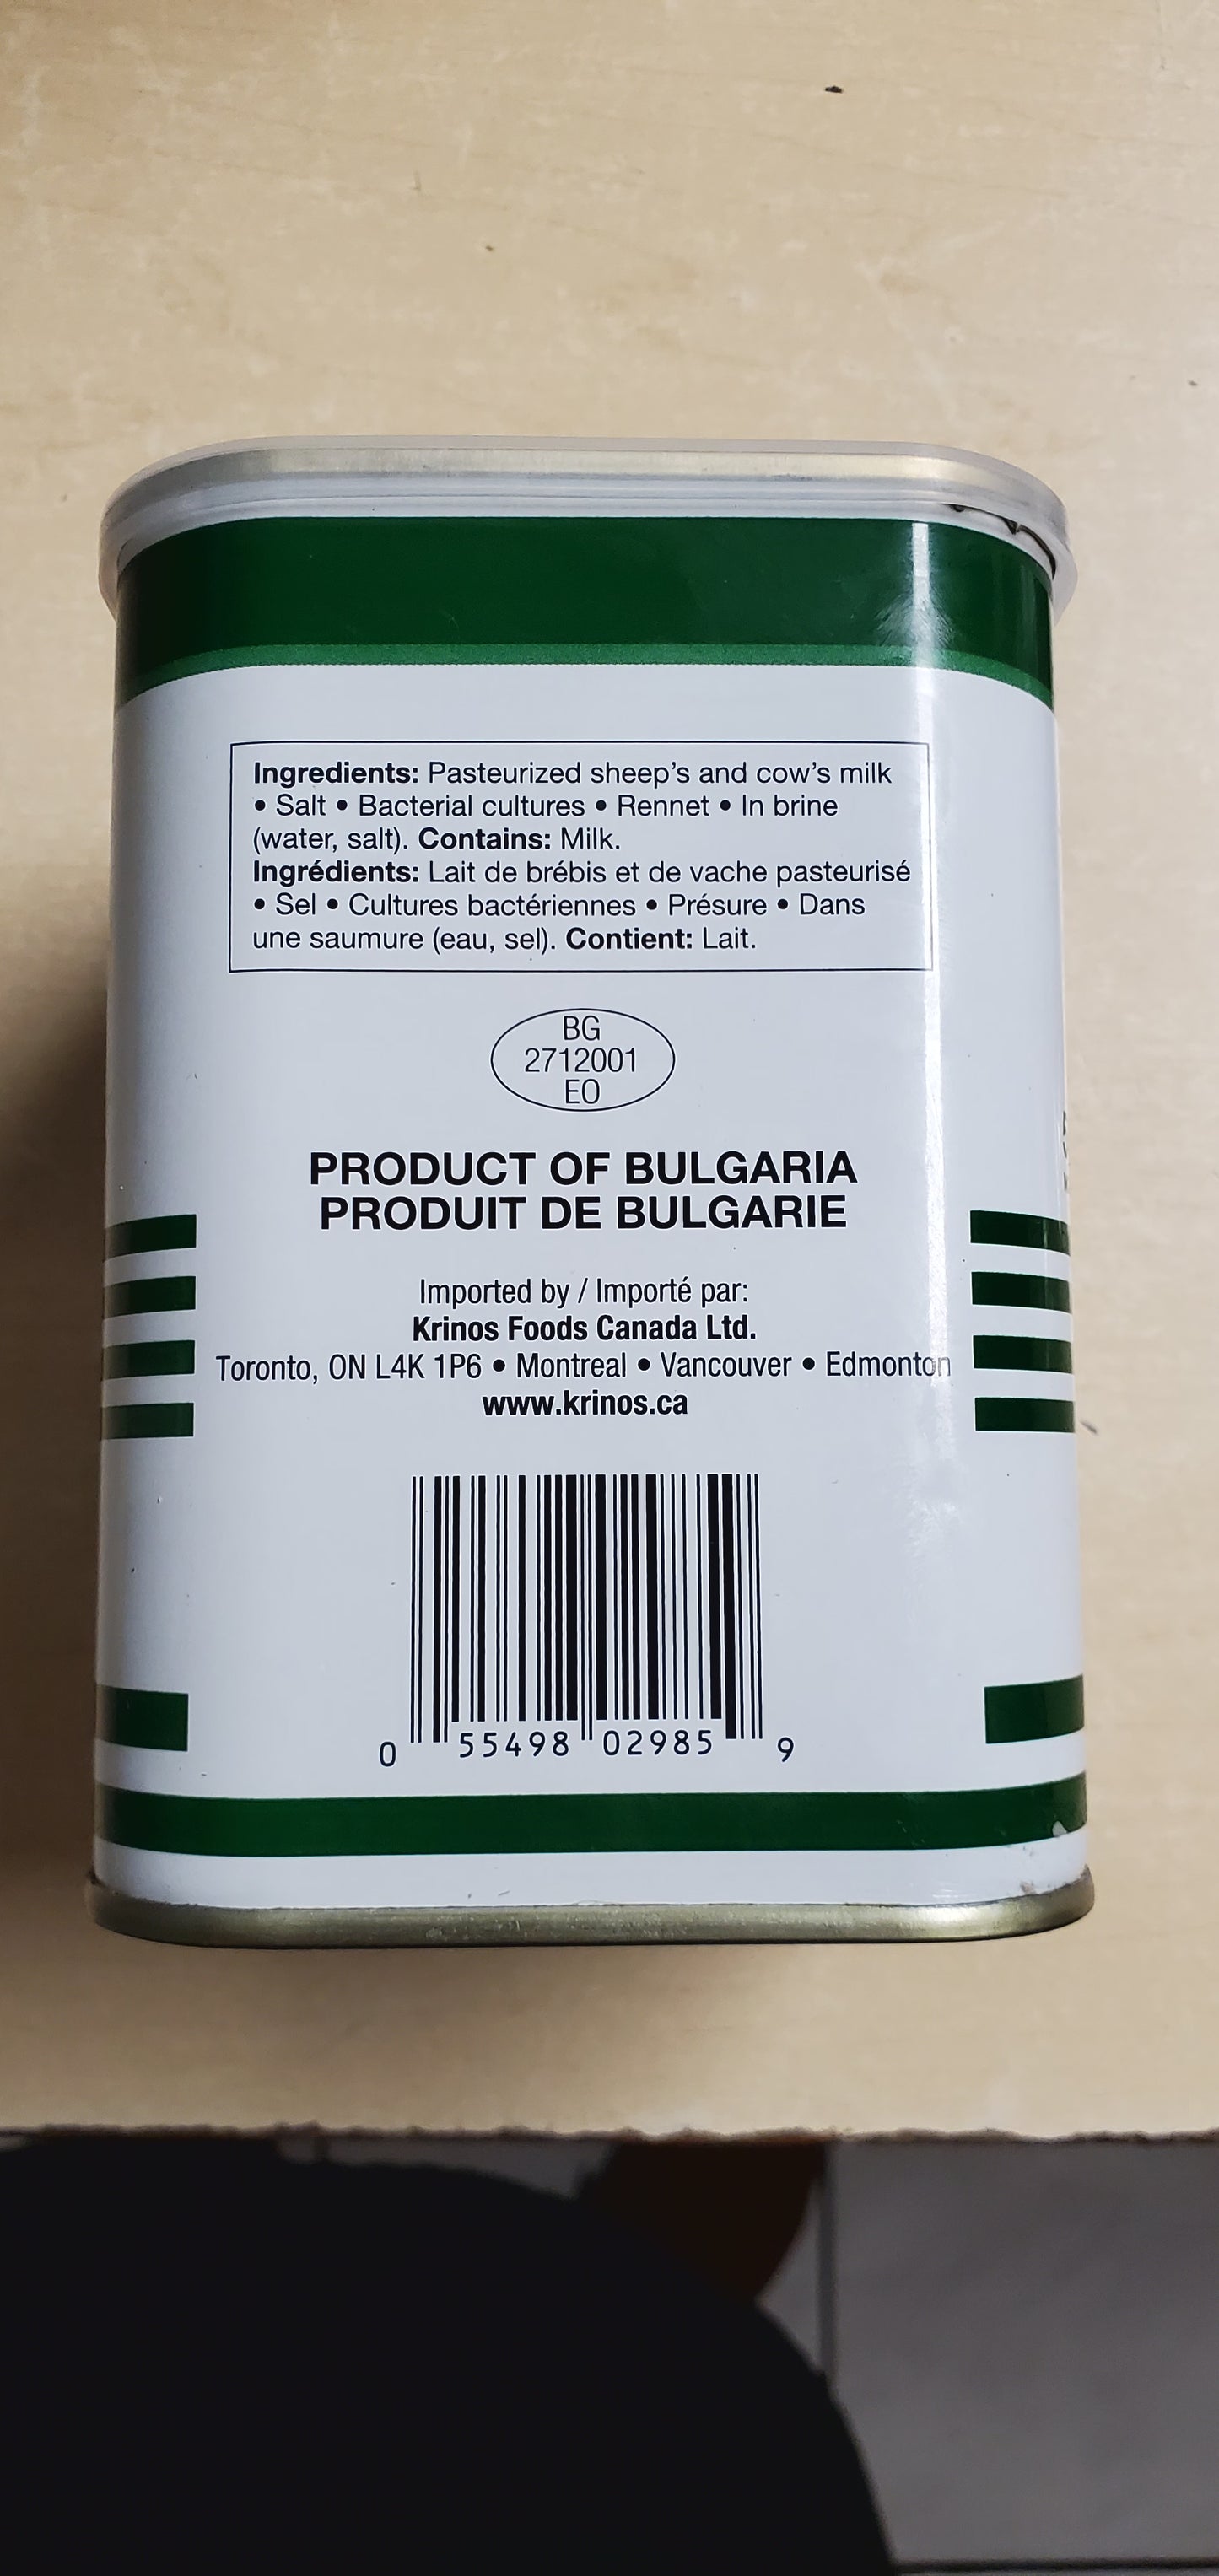 Ingredients: Pasteurized sheep's and cow's milk
• Salt • Bacterial cultures • Rennet • In brine
(water, salt). Contains: Milk.
Ingrédients: Lait de brébis et de vache pasteurisé
• Sel • Cultures bactériennes • Présure • Dans
une saumure (eau, sel). Contient: Lait.
BG
2712001
EO
PRODUCT OF BULGARIA
PRODUIT DE BULGARIE
Imported by / Importé par:
Krinos Foods Canada Ltd.
Toronto, ON L4K 1P6 • Montreal • Vancouver • Edmonton
www.krinos.ca
0 55498 02985 9